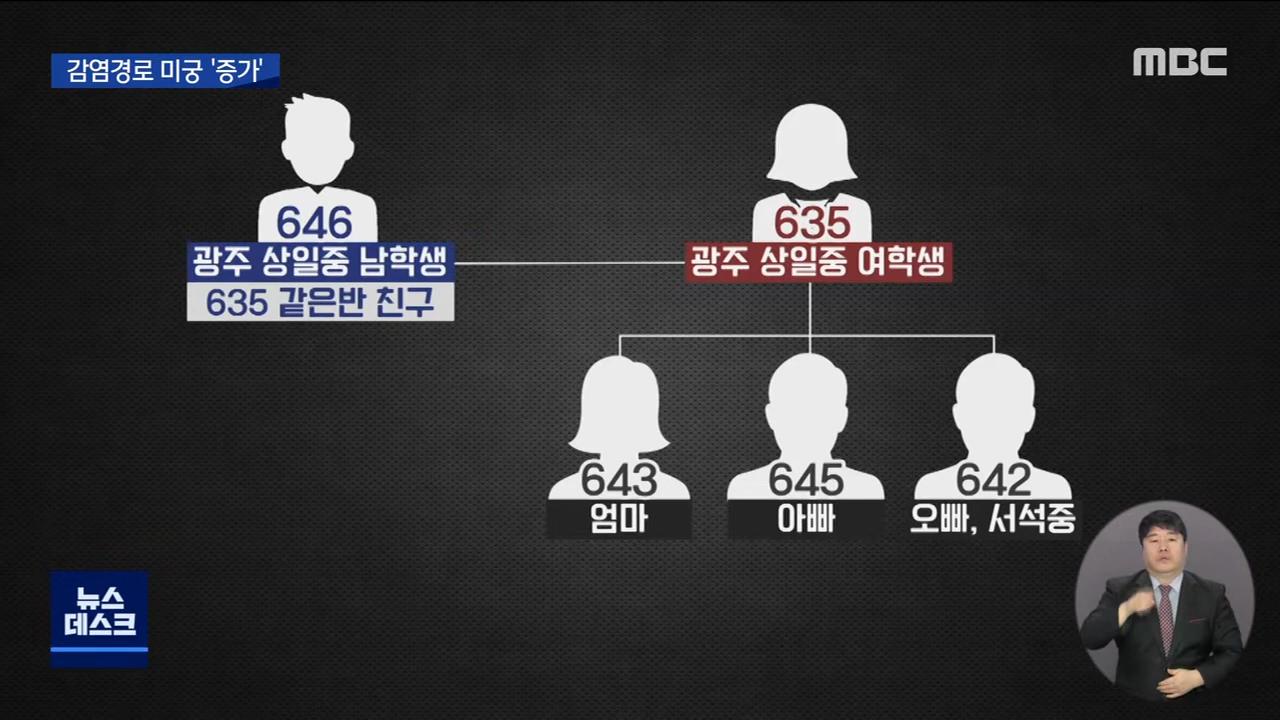 감염경로 미궁 '증가'
MBC
646
광주 상일중 남학생
635 같은반 친구
635
광주 상일중 여학생
643
엄마
645
아빠
642
오빠, 서석중
뉴스
데스크